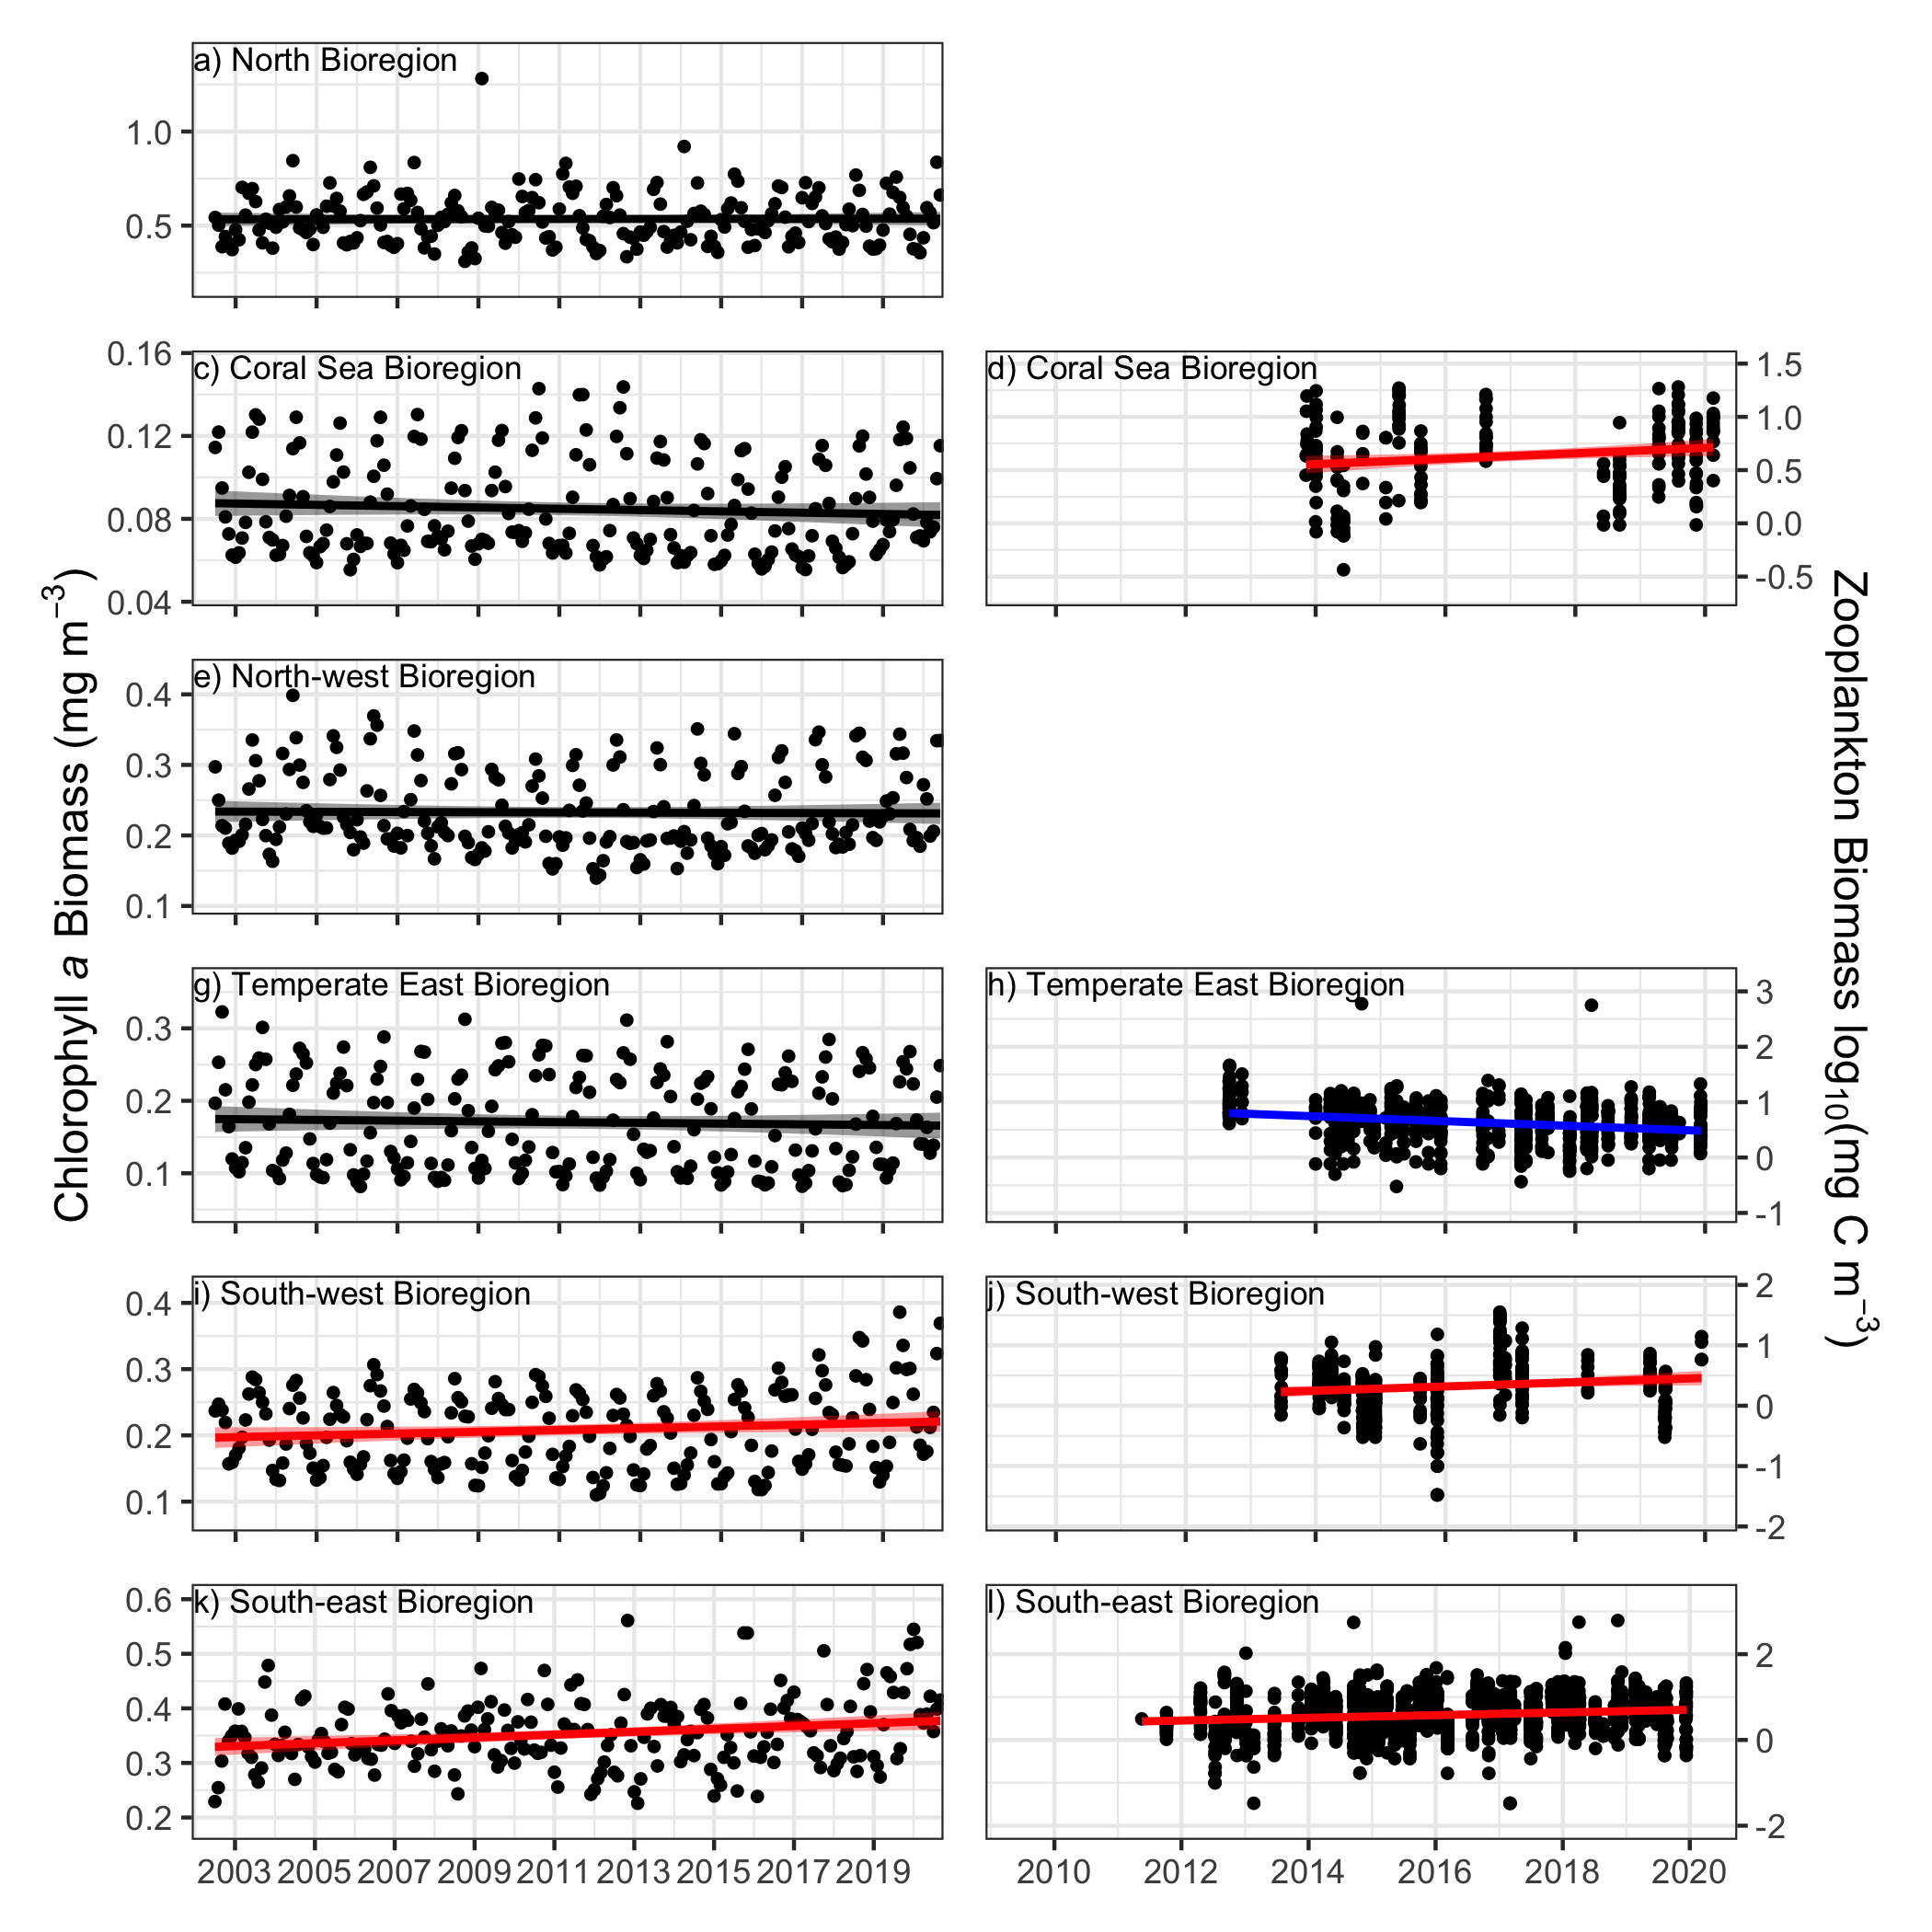 Chlorophyll a Biomass (mg m−3)
a) North Bioregion
1.0
0.5
c) Coral Sea Bioregion
0.16
0.12
0.08
0.04
d) Coral Sea Bioregion
1.5
1.0
0.5
0.0
-0.5
e) North-west Bioregion
0.4
0.3
0.2
0.1
g) Temperate East Bioregion
0.3
0.2
0.1
h) Temperate East Bioregion
3
2
1
0
-1
i) South-west Bioregion
0.4
0.3
0.2
0.1
j) South-west Bioregion
2
1
0
-1
-2
k) South-east Bioregion
0.6
0.5
0.4
0.3
0.2
2003 2005 2007 2009 2011 2013 2015 2017 2019
l) South-east Bioregion
2
0
-2
2010 2012 2014 2016 2018 2020
Zooplankton Biomass log10(mg C m−3)